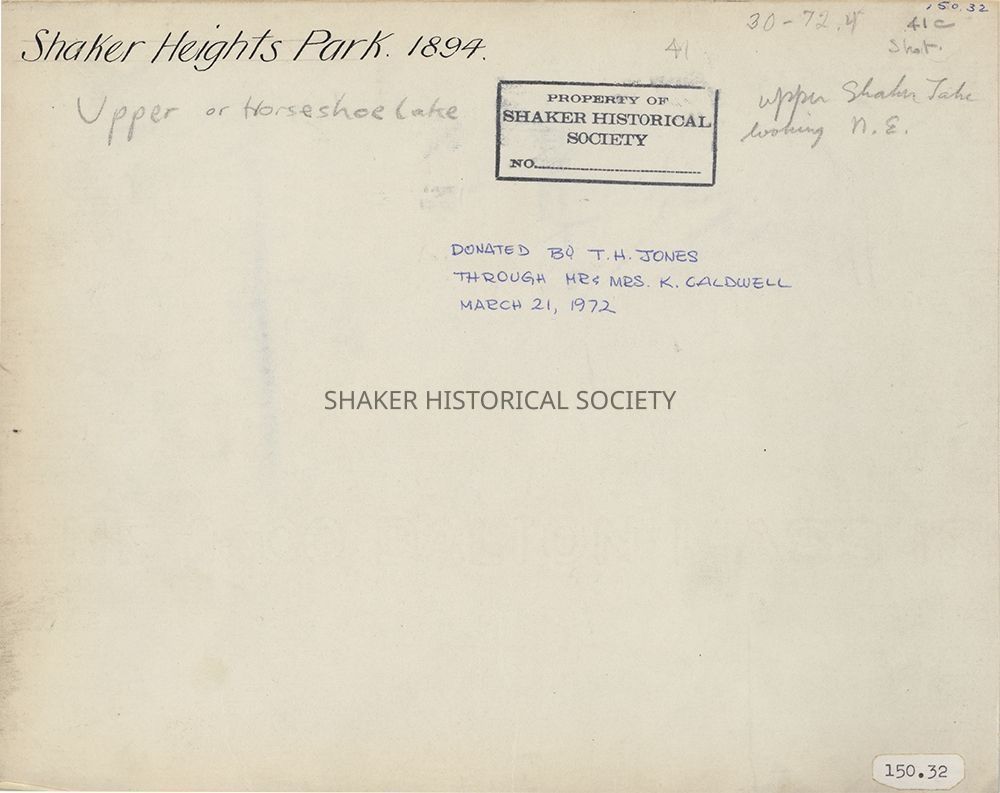 150.32
30-72.4 41c
Shot.
Shaker Heights Park. 1894.
41
Upper or Horseshoe Lake
upper Shaker Lake
looking N.E.
PROPERTY OF
SHAKER HISTORICAL
SOCIETY
NO.
DONATED BY T.H. JONES
THROUGH MR & MRS. K. CALDWELL
MARCH 21, 1972
SHAKER HISTORICAL SOCIETY
150.32